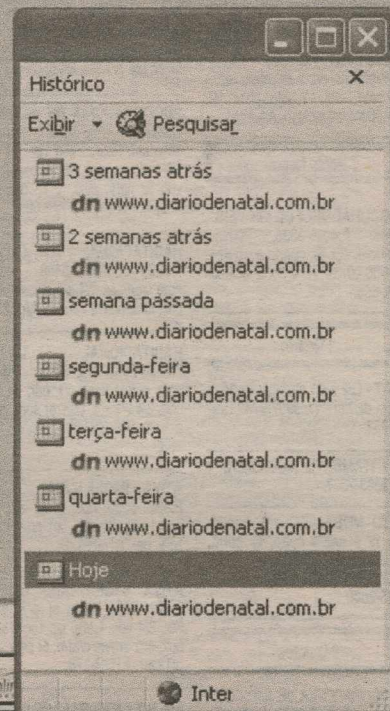 Histórico ×
Exibir Pesquisar
3 semanas atrás
dn www.diariodenatal.com.br
2 semanas atrás
dn www.diariodenatal.com.br
semana passada
dn www.diariodenatal.com.br
segunda-feira
dn www.diariodenatal.com.br
terça-feira
dn www.diariodenatal.com.br
quarta-feira
dn www.diariodenatal.com.br
Hoje
dn www.diariodenatal.com.br
Inter